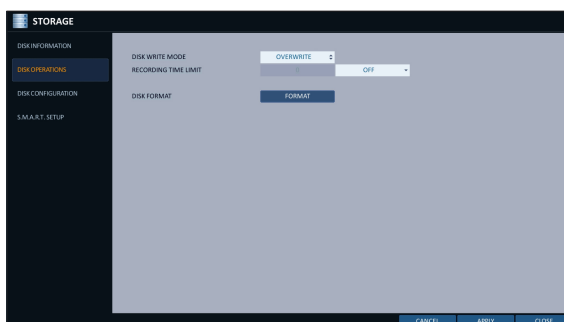 STORAGE
DISK INFORMATION
DISK OPERATIONS
DISK CONFIGURATION
S.M.A.R.T. SETUP
DISK WRITE MODE OVERWRITE
RECORDING TIME LIMIT OFF
DISK FORMAT FORMAT
CANCEL APPLY CLOSE